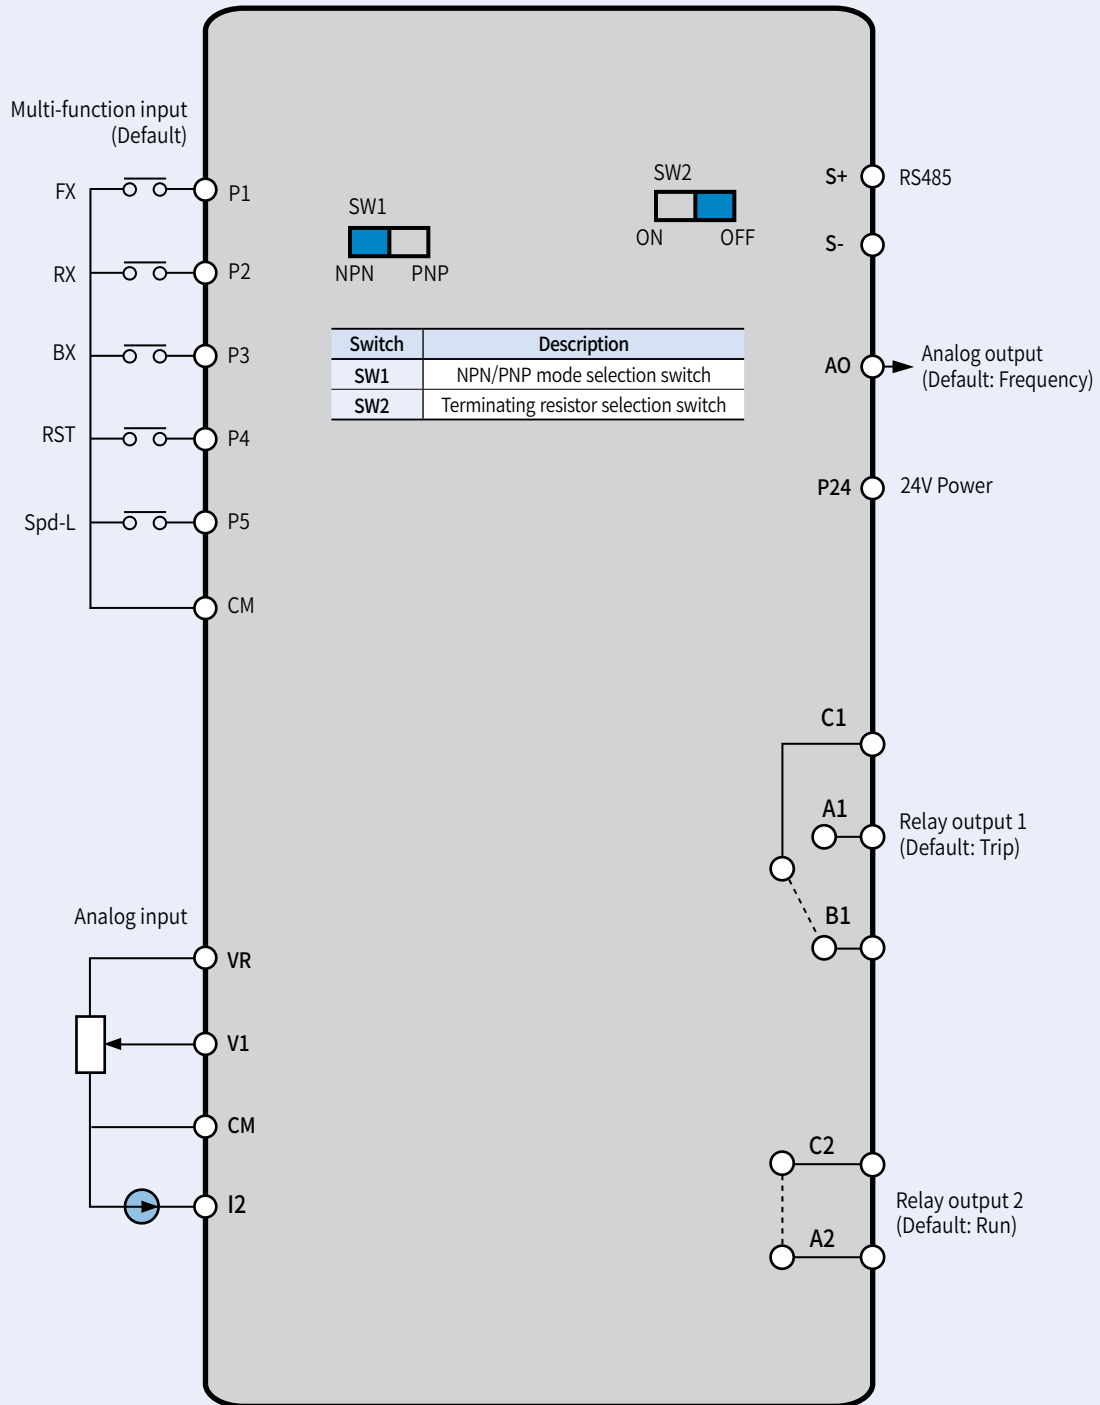 Multi-function input
(Default)
FX
P1
RX
P2
BX
P3
RST
P4
Spd-L
P5
CM
SW1
NPN PNP
SW2
ON OFF
Switch Description
SW1 NPN/PNP mode selection switch
SW2 Terminating resistor selection switch
S+ RS485
S-
AO Analog output
(Default: Frequency)
P24 24V Power
C1
A1
Relay output 1
(Default: Trip)
B1
Analog input
VR
V1
CM
I2
C2
Relay output 2
(Default: Run)
A2